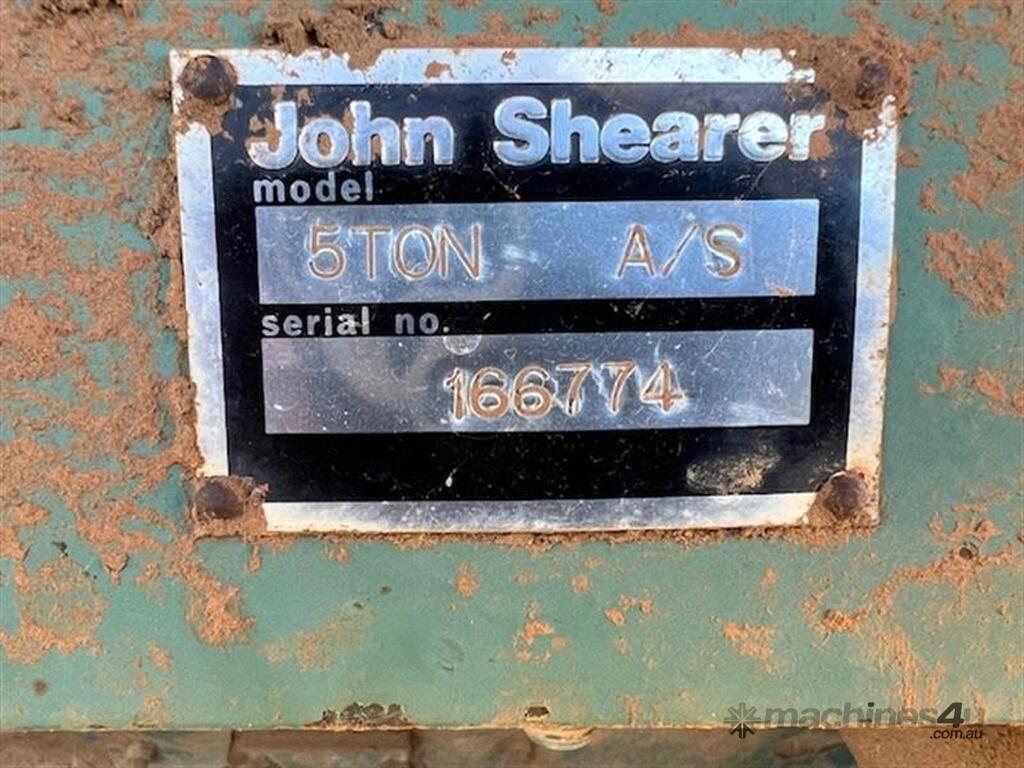 John Shearer
model
5TON A/S
serial no.
166774
machines4u
.com.au